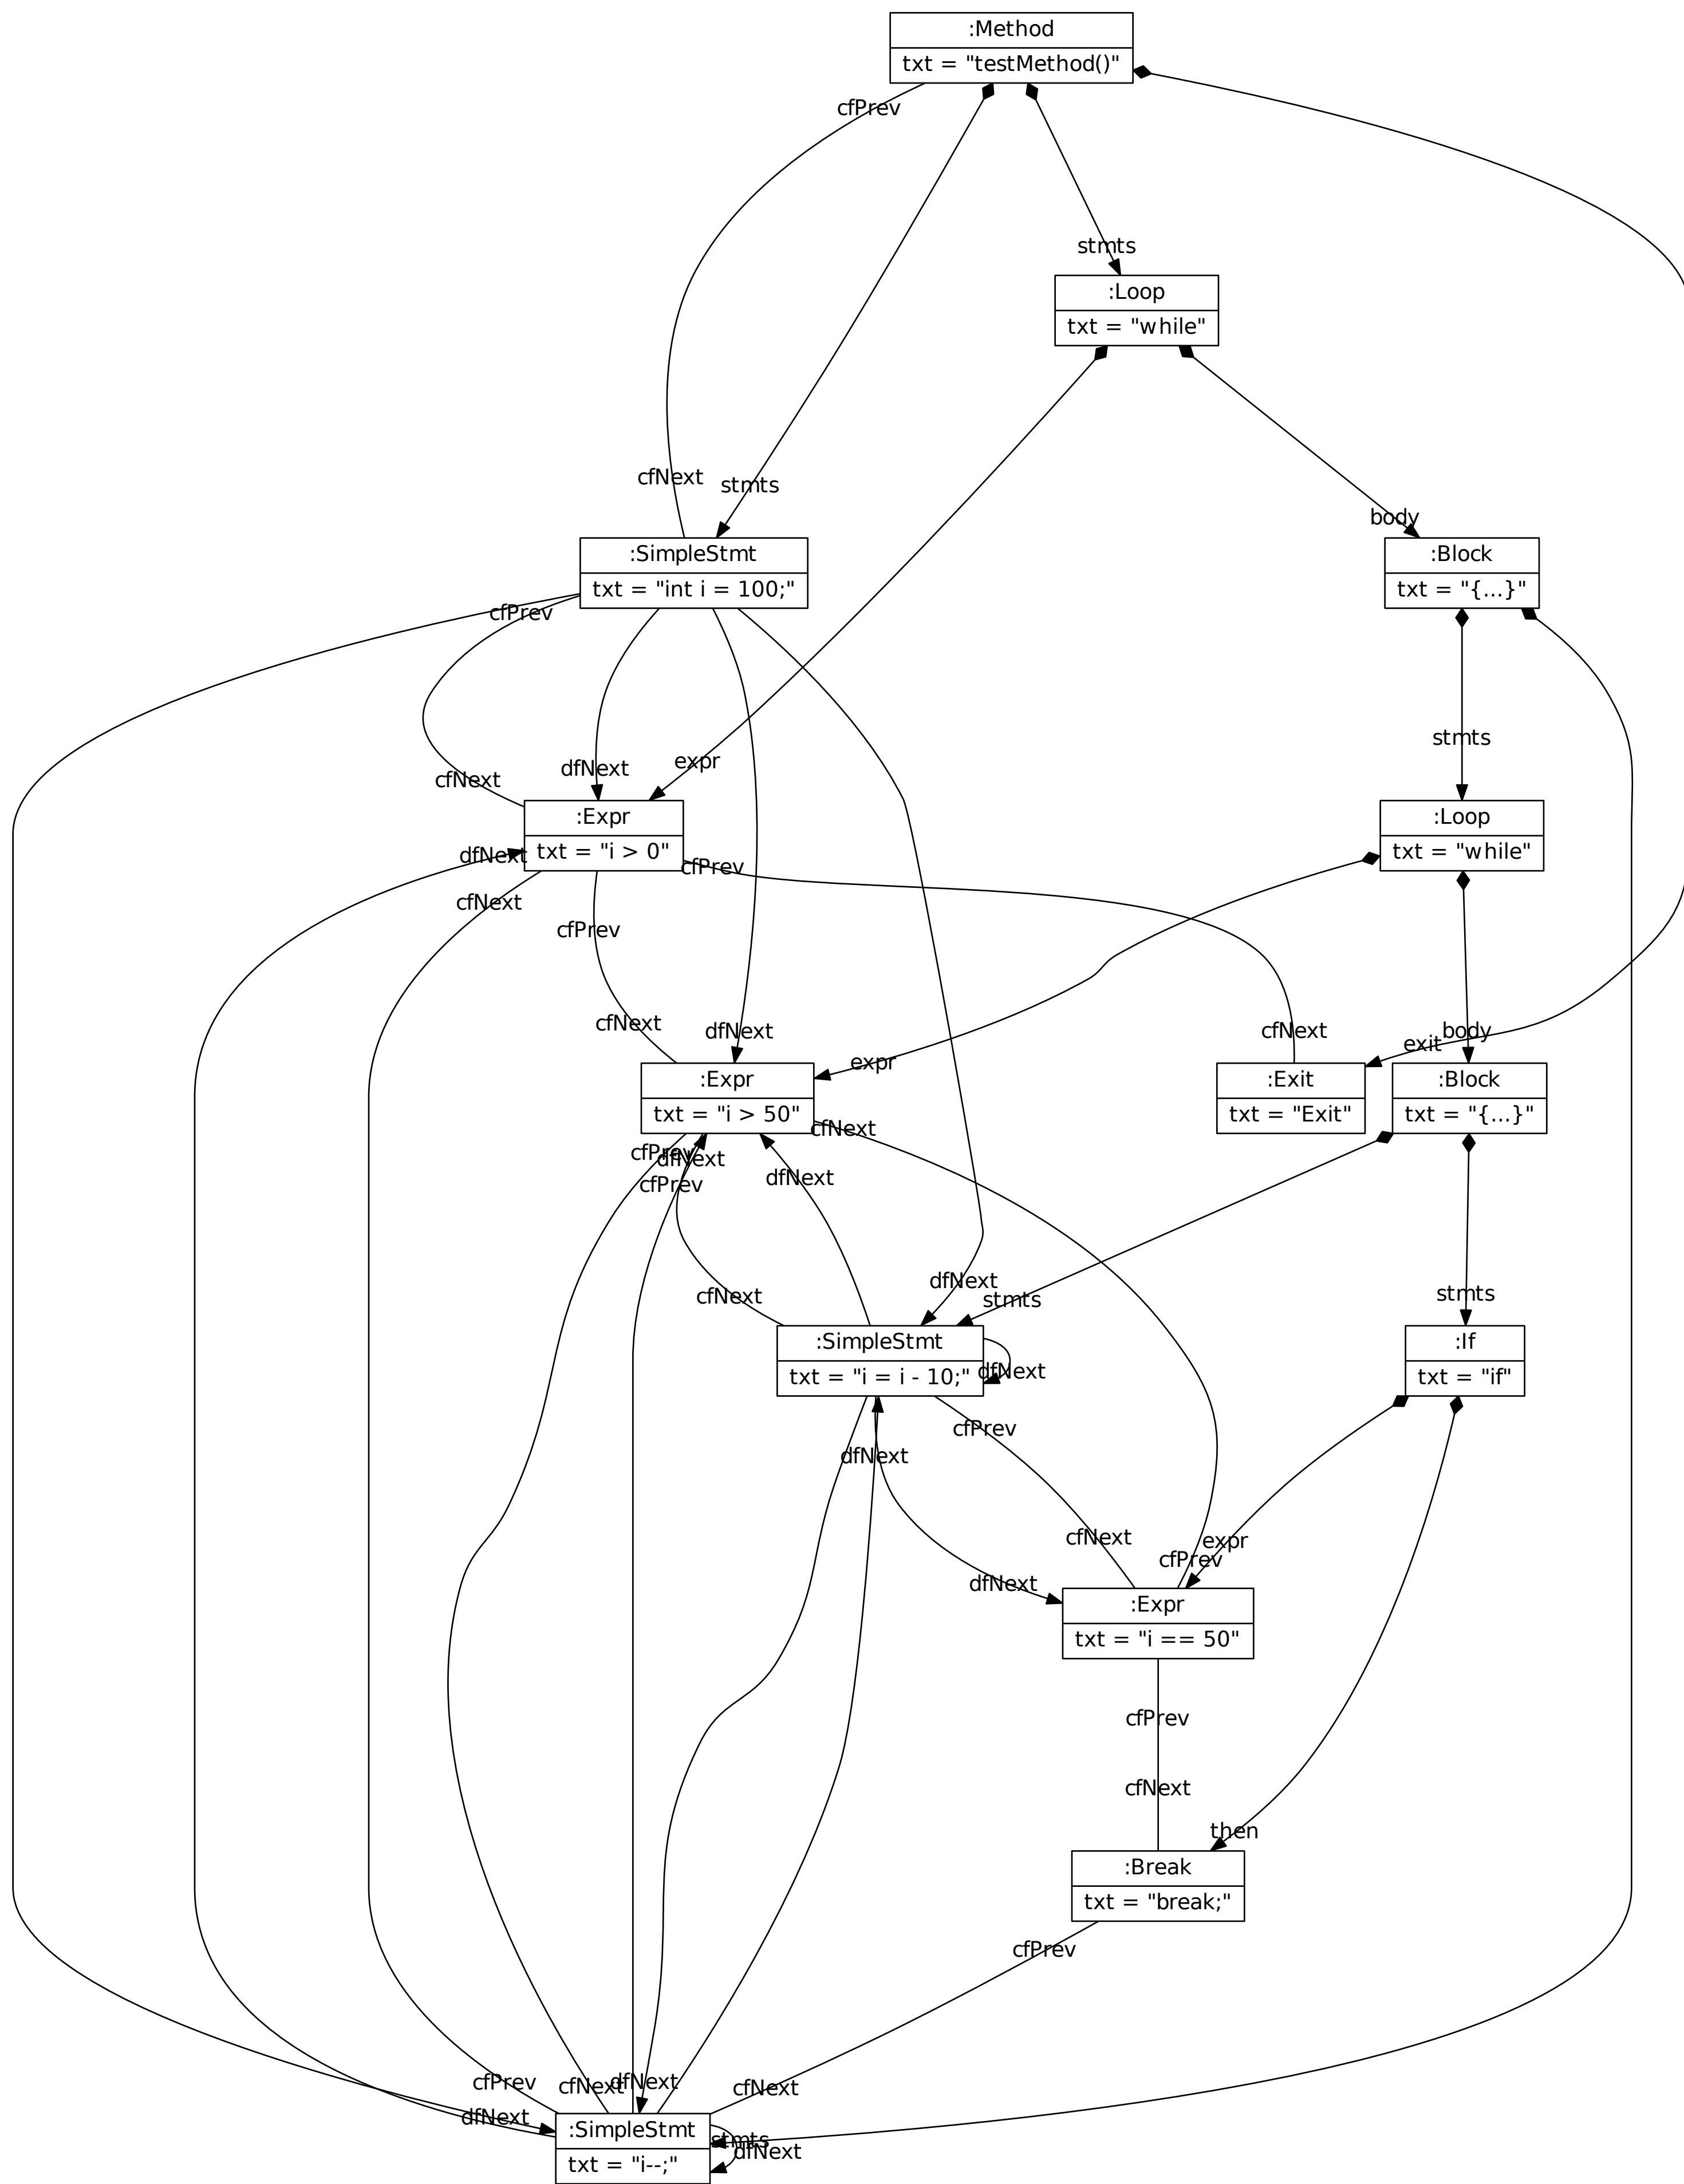 :Method
txt = "testMethod()"
cfPrev
stmts
:Loop
txt = "while"
cfNext
stmts
body
:SimpleStmt
txt = "int i = 100;"
:Block
txt = "{...}"
cfPrev
stmts
expr
dfNext
cfNext
:Expr
txt = "i > 0"
:Loop
txt = "while"
dfNext
cfPrev
cfNext
cfPrev
cfNext
dfNext
cfNext
body
exit
expr
:Expr
txt = "i > 50"
:Exit
txt = "Exit"
:Block
txt = "{...}"
cfNext
cfPrev
dfNext
cfPrev
dfNext
dfNext
cfNext
stmts
stmts
:SimpleStmt
txt = "i = i - 10;"
dfNext
:If
txt = "if"
cfPrev
dfNext
cfNext
expr
cfPrev
dfNext
:Expr
txt = "i == 50"
cfPrev
cfNext
then
:Break
txt = "break;"
cfPrev
cfPrev
cfNext
dfNext
cfNext
dfNext
:SimpleStmt
txt = "i--;"
stmts
dfNext